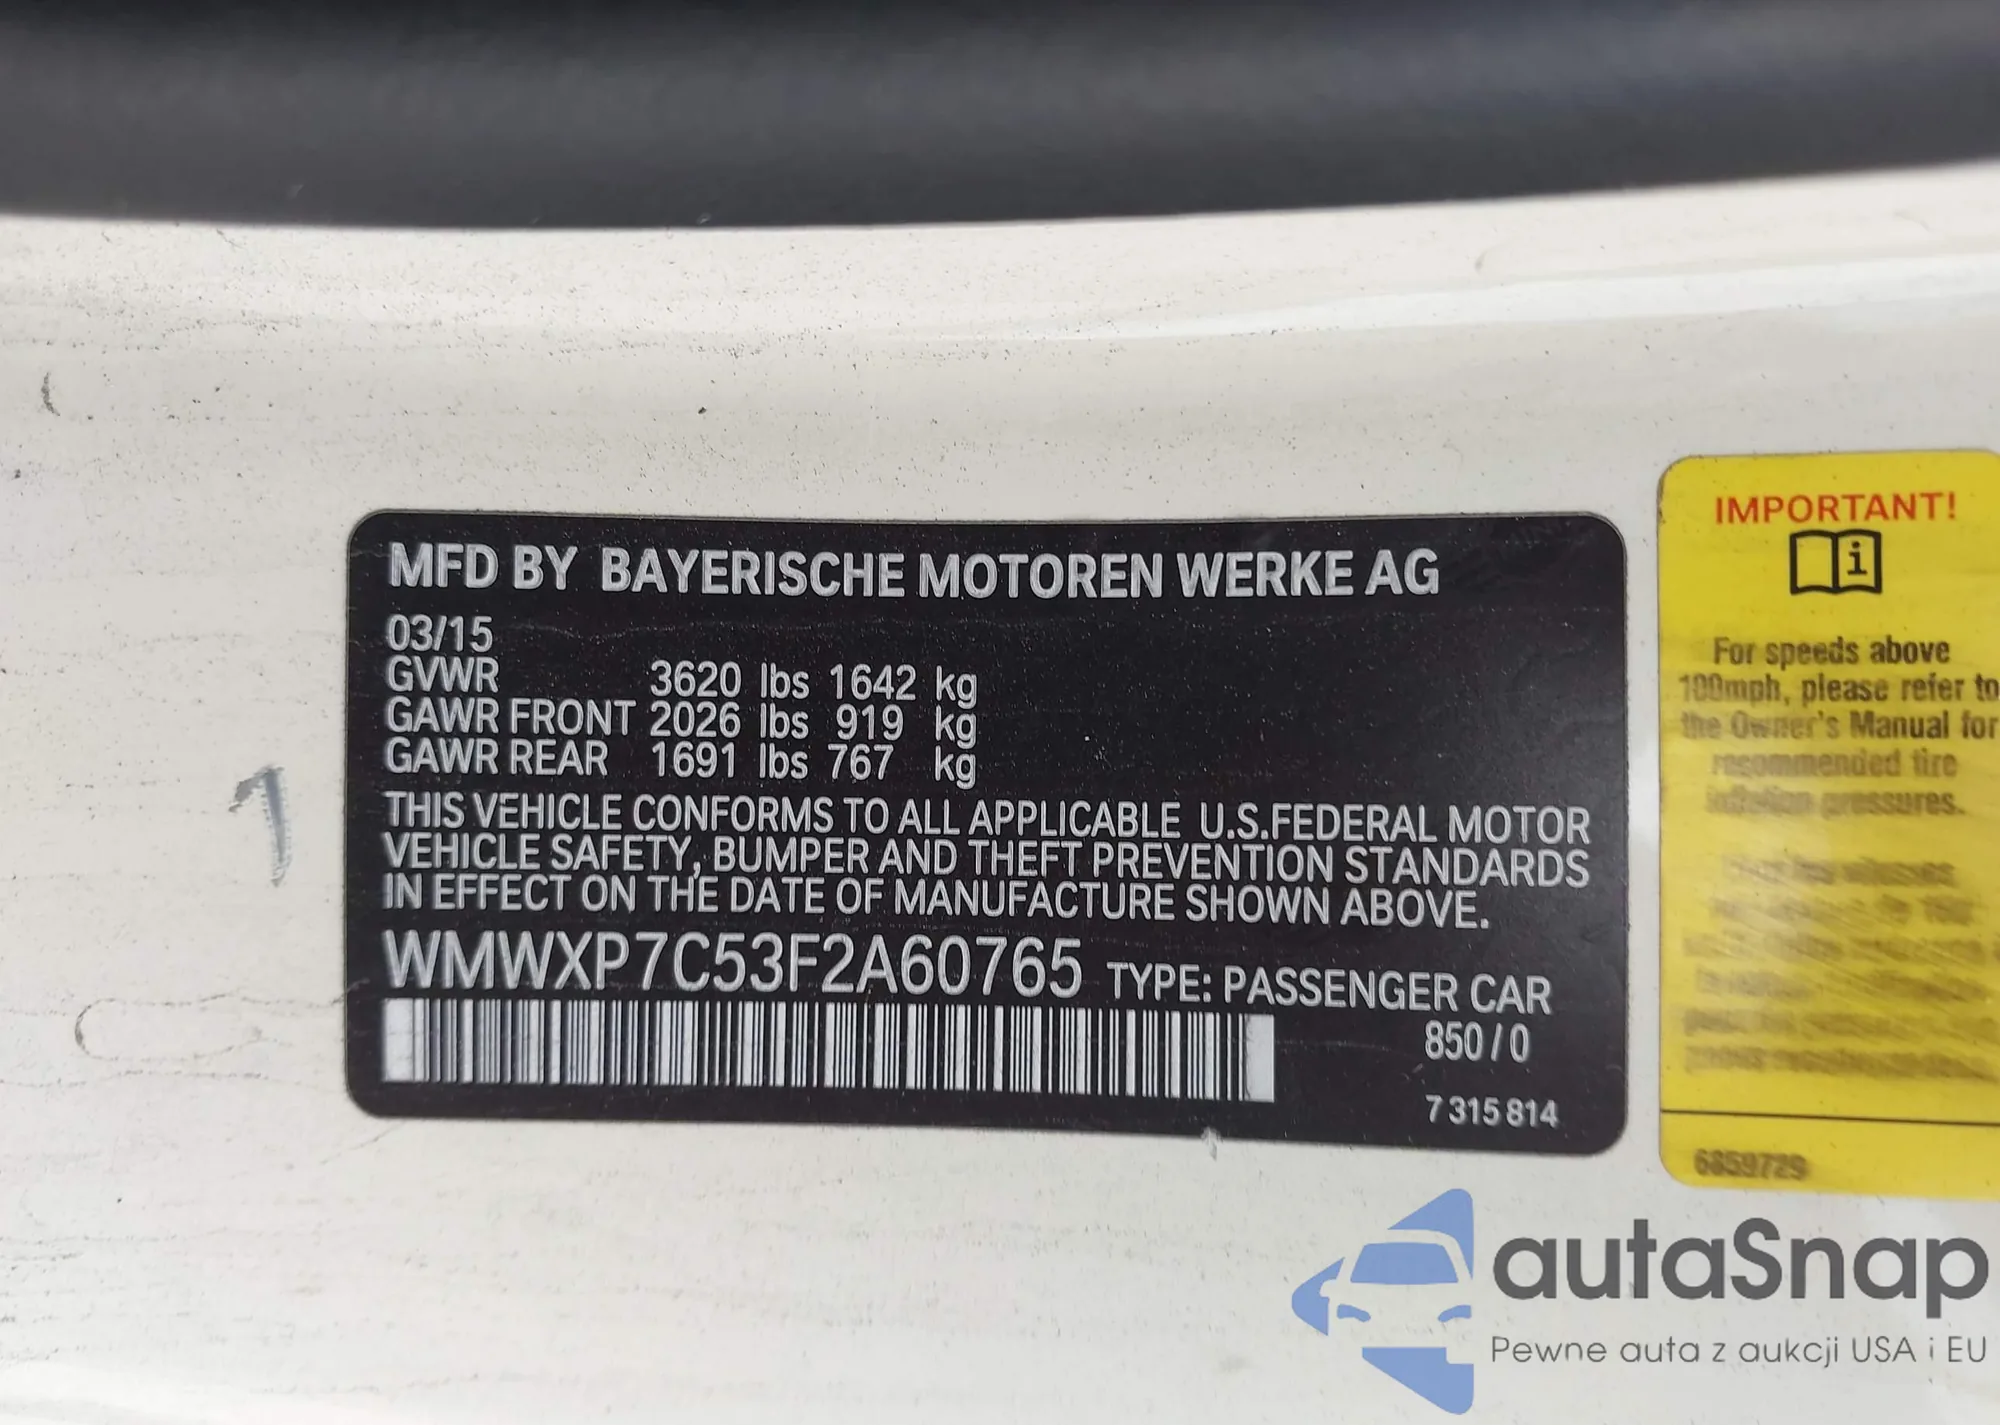 MFD BY BAYERISCHE MOTOREN WERKE AG
03/15
GVWR 3620 lbs 1642 kg
GAWR FRONT 2026 lbs 919 kg
GAWR REAR 1691 lbs 767 kg
THIS VEHICLE CONFORMS TO ALL APPLICABLE U.S.FEDERAL MOTOR
VEHICLE SAFETY, BUMPER AND THEFT PREVENTION STANDARDS
IN EFFECT ON THE DATE OF MANUFACTURE SHOWN ABOVE.
WMWXP7C53F2A60765 TYPE: PASSENGER CAR
850/0
7 315 814
1
IMPORTANT!
i
For speeds above
100mph, please refer to
the Owner's Manual for
recommended tire
inflation pressures.
6859729
autaSnap
Pewne auta z aukcji USA i EU